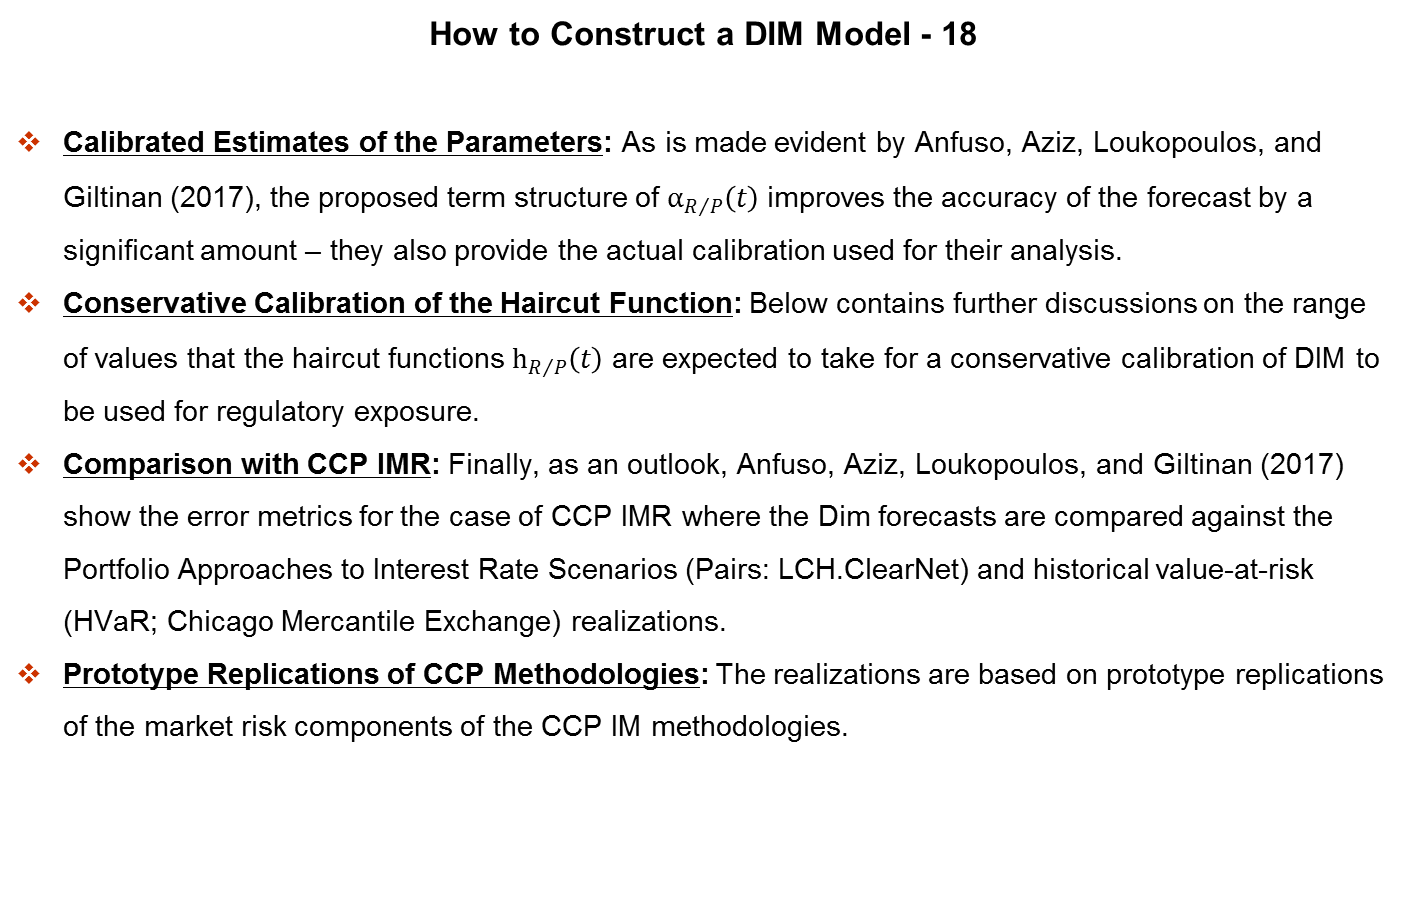 How to Construct a DIM Model - 18
❖ Calibrated Estimates of the Parameters: As is made evident by Anfuso, Aziz, Loukopoulos, and
Giltinan (2017), the proposed term structure of α_{R/P}(t) improves the accuracy of the forecast by a
significant amount – they also provide the actual calibration used for their analysis.
❖ Conservative Calibration of the Haircut Function: Below contains further discussions on the range
of values that the haircut functions h_{R/P}(t) are expected to take for a conservative calibration of DIM to
be used for regulatory exposure.
❖ Comparison with CCP IMR: Finally, as an outlook, Anfuso, Aziz, Loukopoulos, and Giltinan (2017)
show the error metrics for the case of CCP IMR where the Dim forecasts are compared against the
Portfolio Approaches to Interest Rate Scenarios (Pairs: LCH.ClearNet) and historical value-at-risk
(HVaR; Chicago Mercantile Exchange) realizations.
❖ Prototype Replications of CCP Methodologies: The realizations are based on prototype replications
of the market risk components of the CCP IM methodologies.